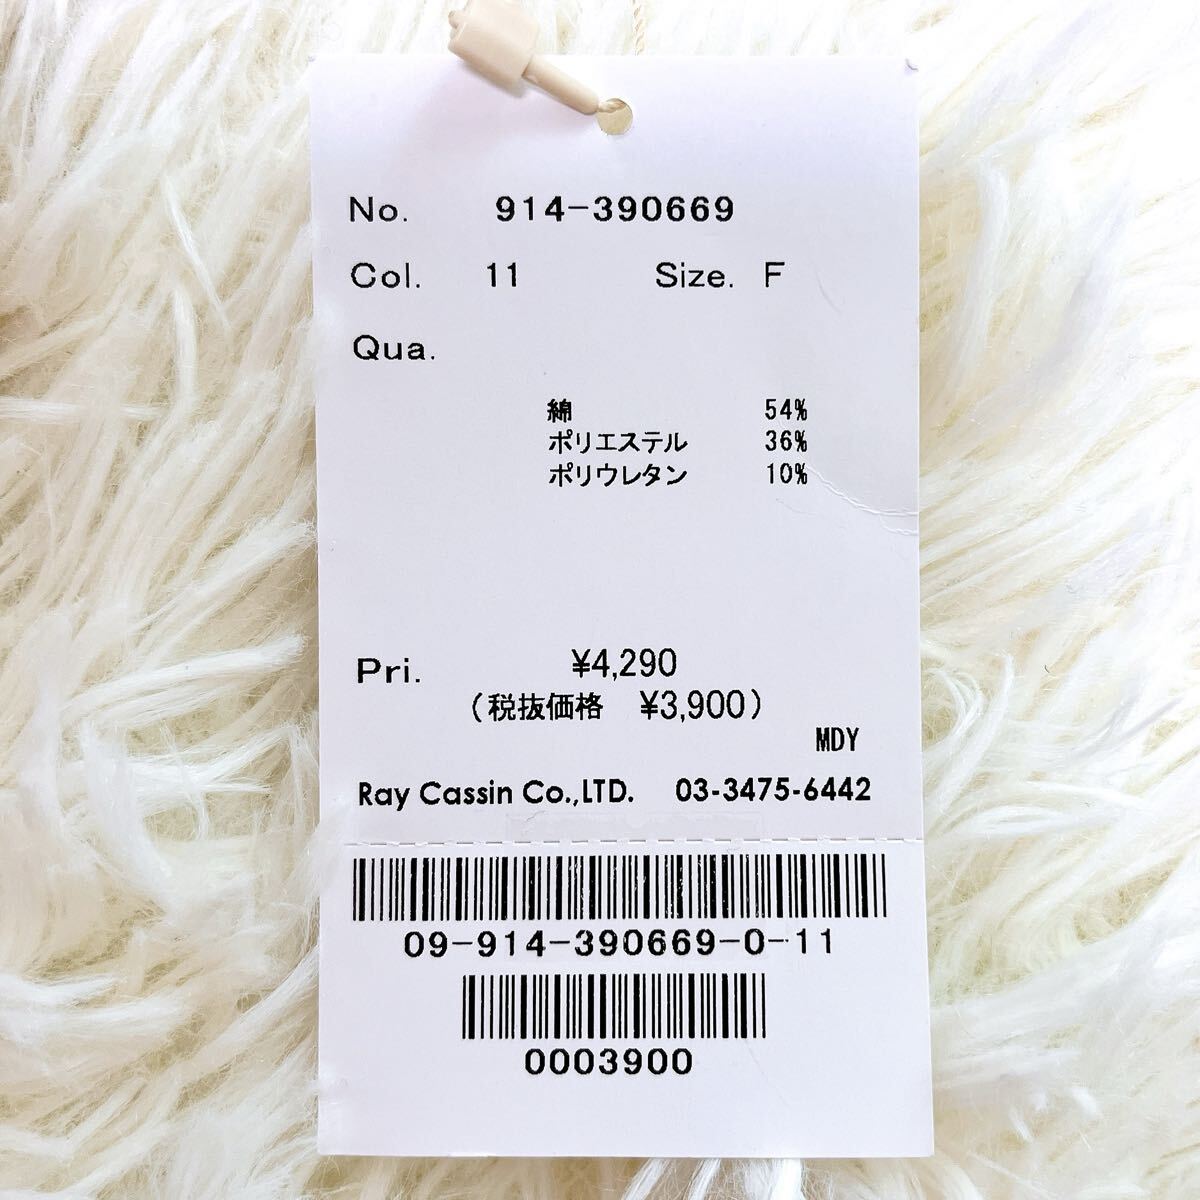 No. 914-390669
Col. 11 Size. F
Qua.
綿 54%
ポリエステル 36%
ポリウレタン 10%
Pri. ¥4,290
(税抜価格 ¥3,900)
MDY
Ray Cassin Co.,LTD. 03-3475-6442
09-914-390669-0-11
0003900